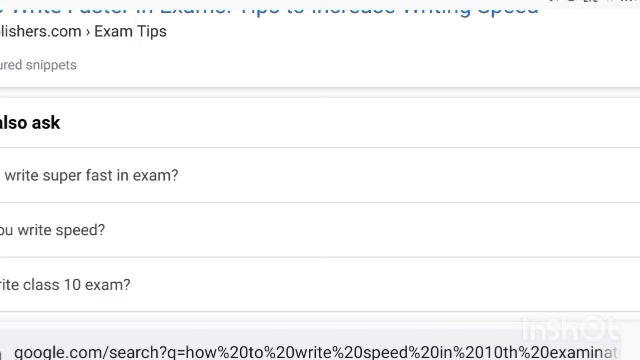 Write Faster in Exams: Tips to Increase Writing Speed
lishers.com › Exam Tips
ured snippets
also ask
write super fast in exam?
ou write speed?
rite class 10 exam?
InShot
google.com/search?q=how%20to%20write%20speed%20in%2010th%20examinat